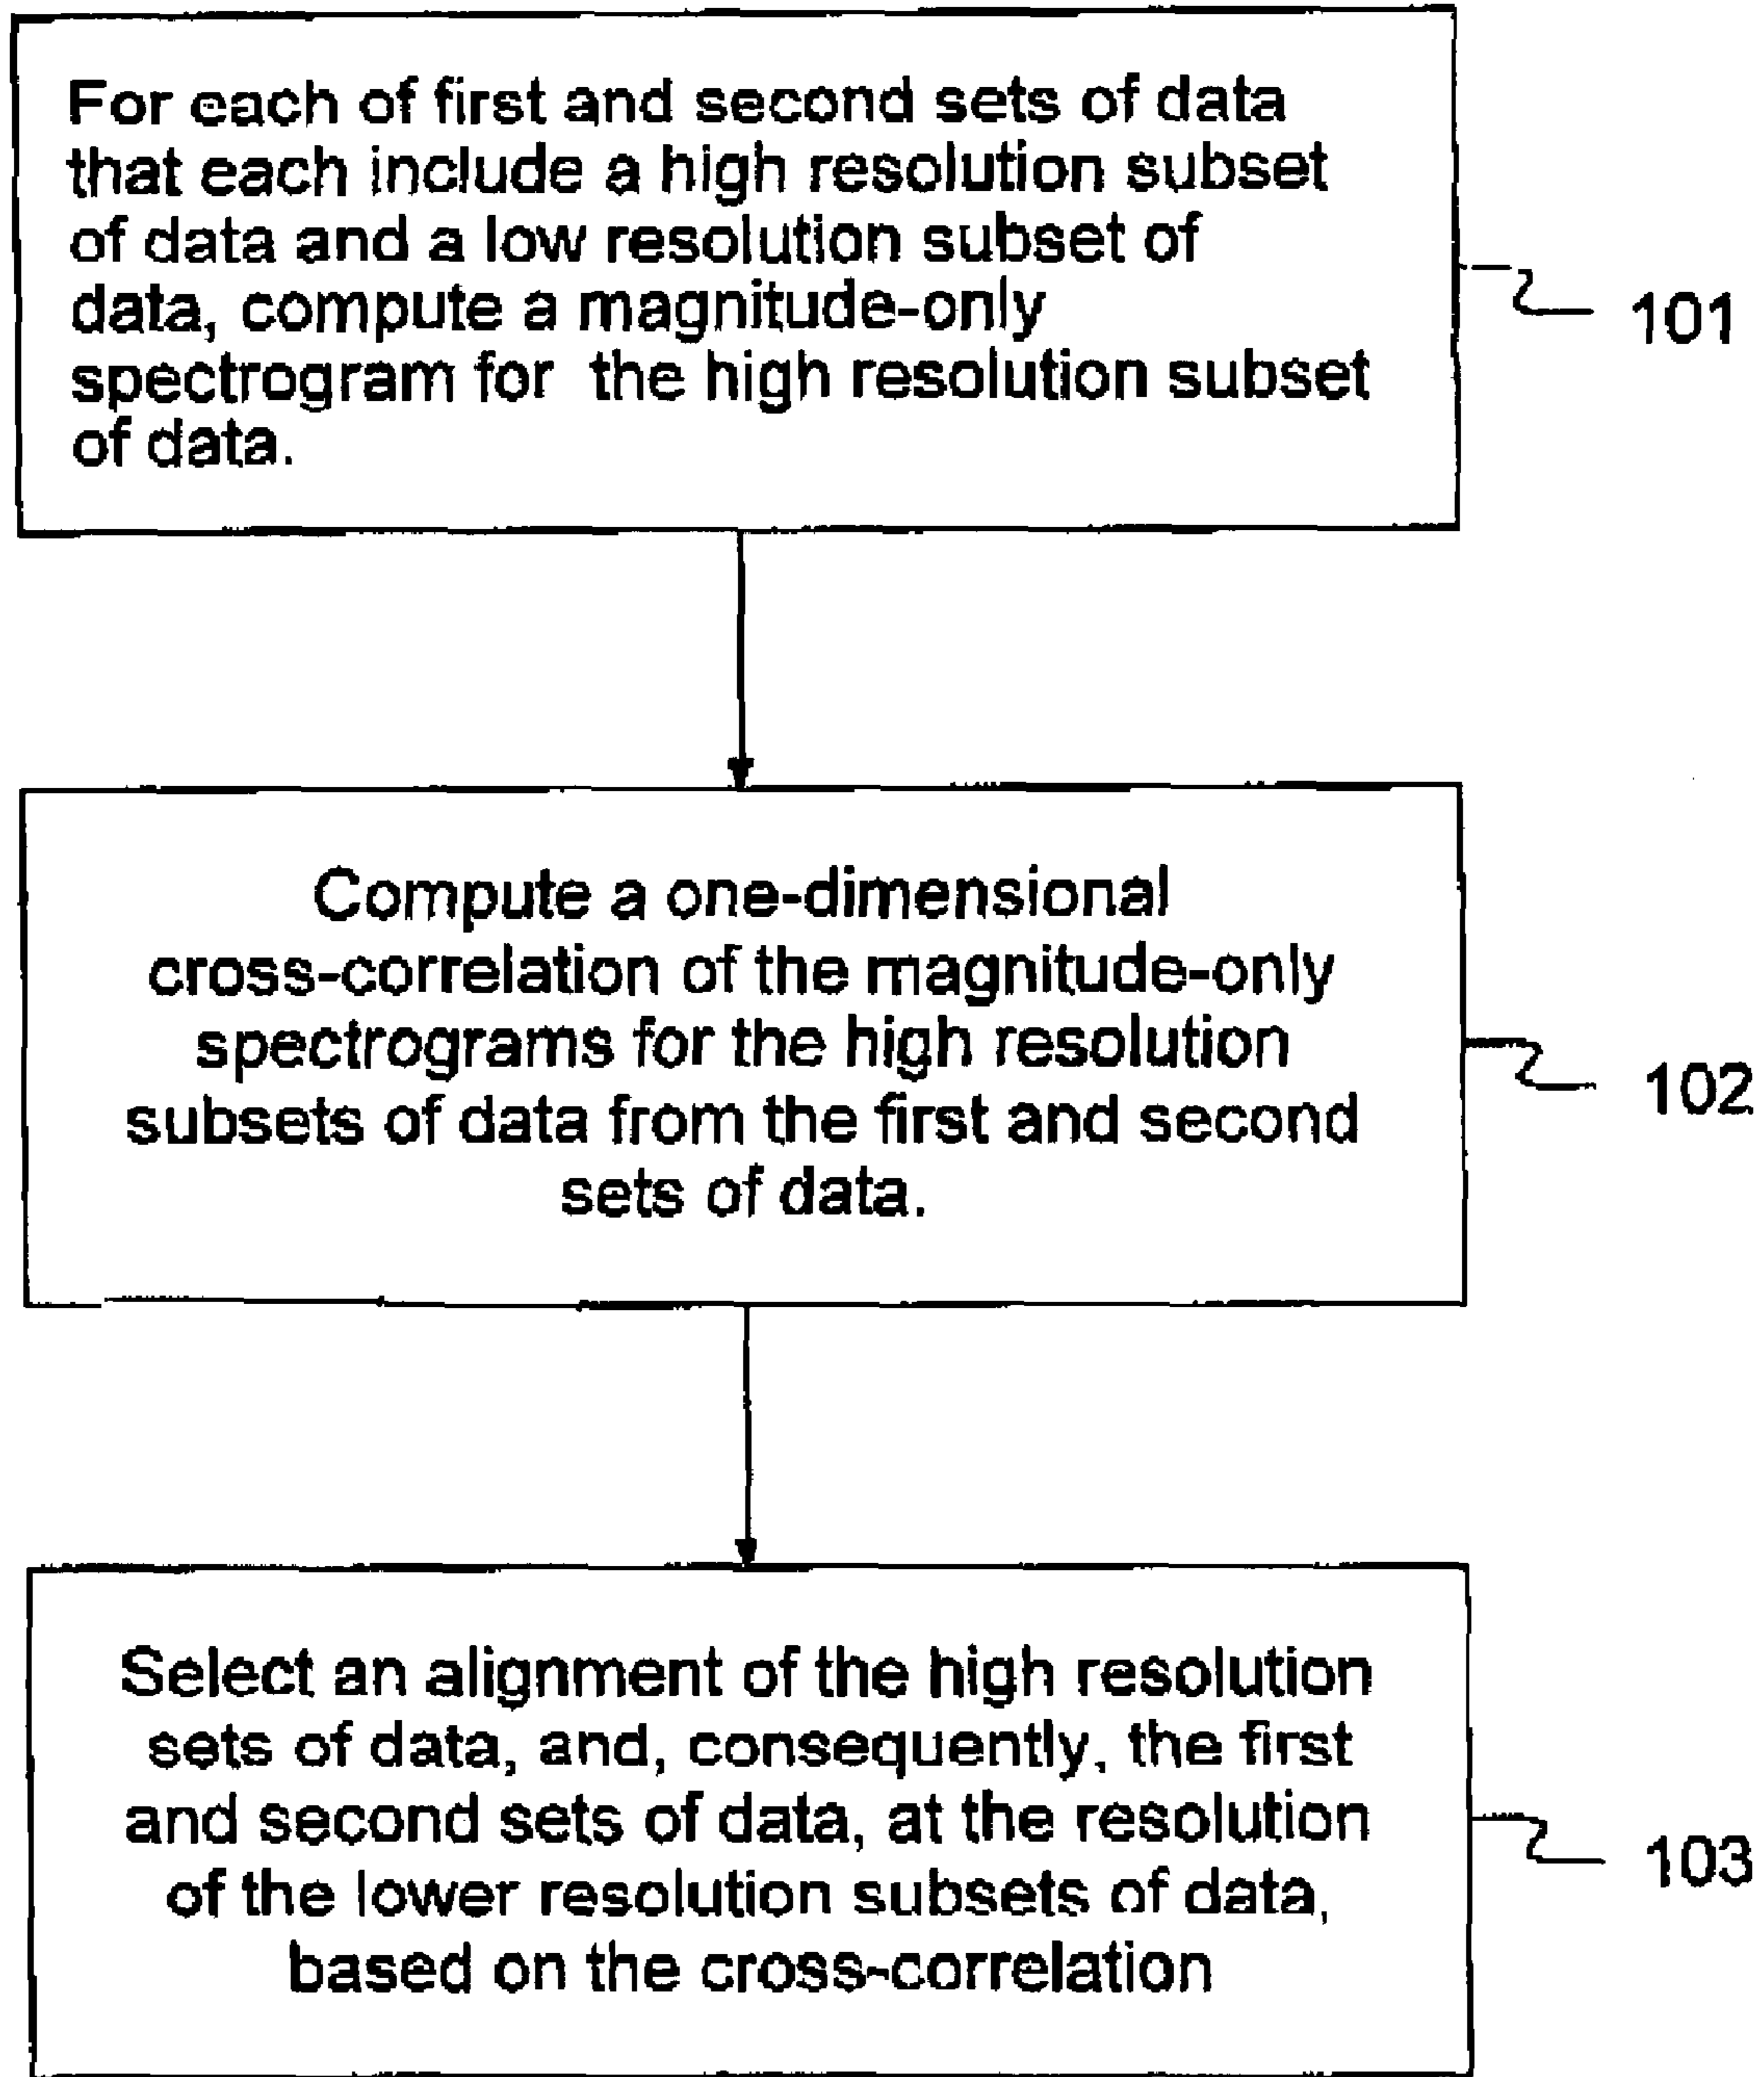 For each of first and second sets of data
that each include a high resolution subset
of data and a low resolution subset of
data, compute a magnitude-only
spectrogram for the high resolution subset
of data.
101
Compute a one-dimensional
cross-correlation of the magnitude-only
spectrograms for the high resolution
subsets of data from the first and second
sets of data.
102
Select an alignment of the high resolution
sets of data, and, consequently, the first
and second sets of data, at the resolution
of the lower resolution subsets of data,
based on the cross-correlation
103